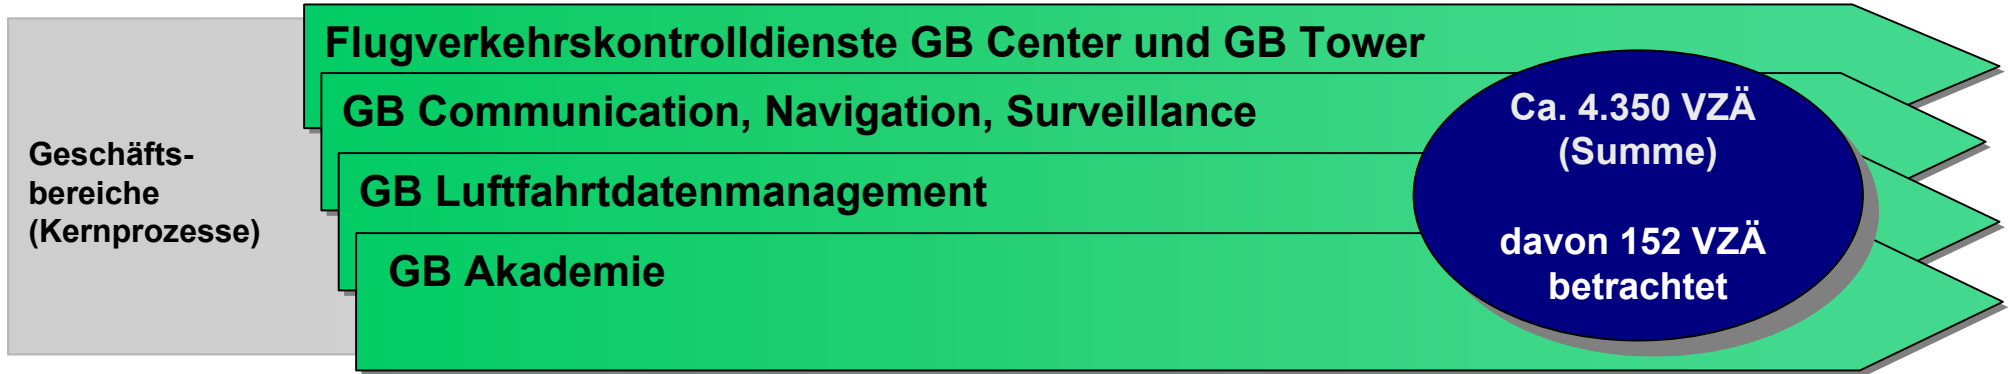 Flugverkehrskontrolldienste GB Center und GB Tower
GB Communication, Navigation, Surveillance
GB Luftfahrtdatenmanagement
GB Akademie
Geschäfts-
bereiche
(Kernprozesse)
Ca. 4.350 VZÄ
(Summe)
davon 152 VZÄ
betrachtet